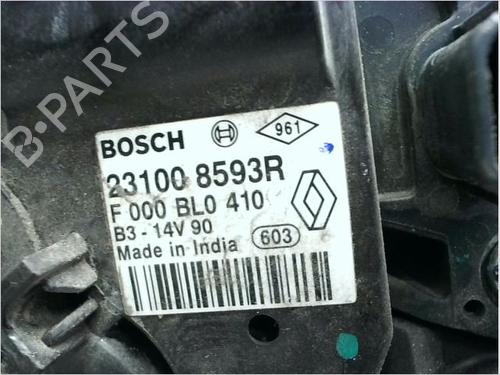 B-PARTS
961
BOSCH
23100 8593R
F 000 BL0 410
B3 - 14V 90
Made in India 603